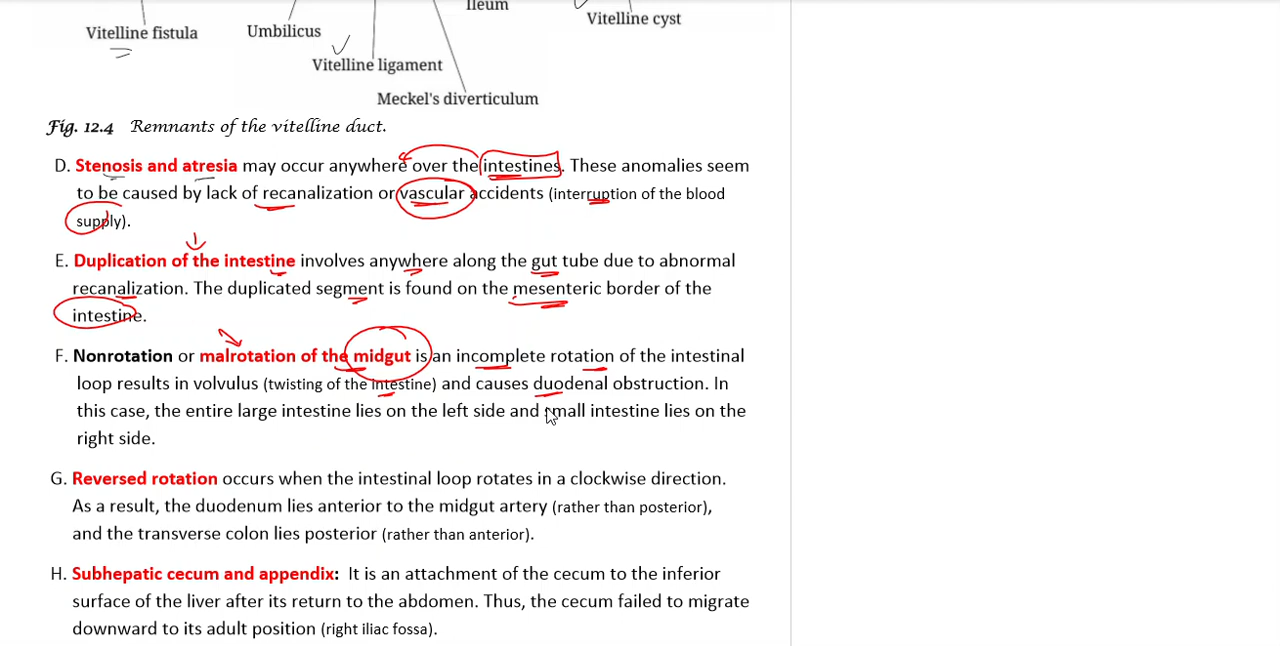 Ileum
Vitelline cyst
Vitelline fistula
Umbilicus
Vitelline ligament
Meckel's diverticulum
Fig. 12.4 Remnants of the vitelline duct.
D. Stenosis and atresia may occur anywhere over the intestines. These anomalies seem
to be caused by lack of recanalization or vascular accidents (interruption of the blood
supply).
E. Duplication of the intestine involves anywhere along the gut tube due to abnormal
recanalization. The duplicated segment is found on the mesenteric border of the
intestine.
F. Nonrotation or malrotation of the midgut is an incomplete rotation of the intestinal
loop results in volvulus (twisting of the intestine) and causes duodenal obstruction. In
this case, the entire large intestine lies on the left side and small intestine lies on the
right side.
G. Reversed rotation occurs when the intestinal loop rotates in a clockwise direction.
As a result, the duodenum lies anterior to the midgut artery (rather than posterior),
and the transverse colon lies posterior (rather than anterior).
H. Subhepatic cecum and appendix: It is an attachment of the cecum to the inferior
surface of the liver after its return to the abdomen. Thus, the cecum failed to migrate
downward to its adult position (right iliac fossa).